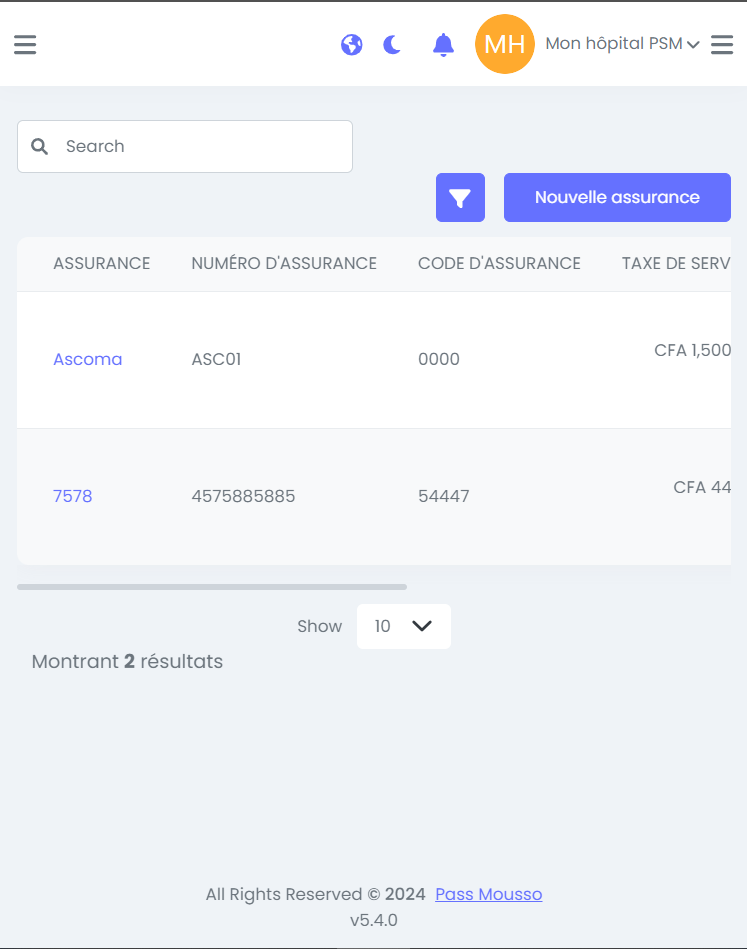 MH Mon hôpital PSM
Search
Nouvelle assurance
ASSURANCE NUMÉRO D'ASSURANCE CODE D'ASSURANCE TAXE DE SERV
Ascoma ASC01 0000 CFA 1,500
7578 4575885885 54447 CFA 44
Show 10
Montrant 2 résultats
All Rights Reserved © 2024 Pass Mousso
v5.4.0